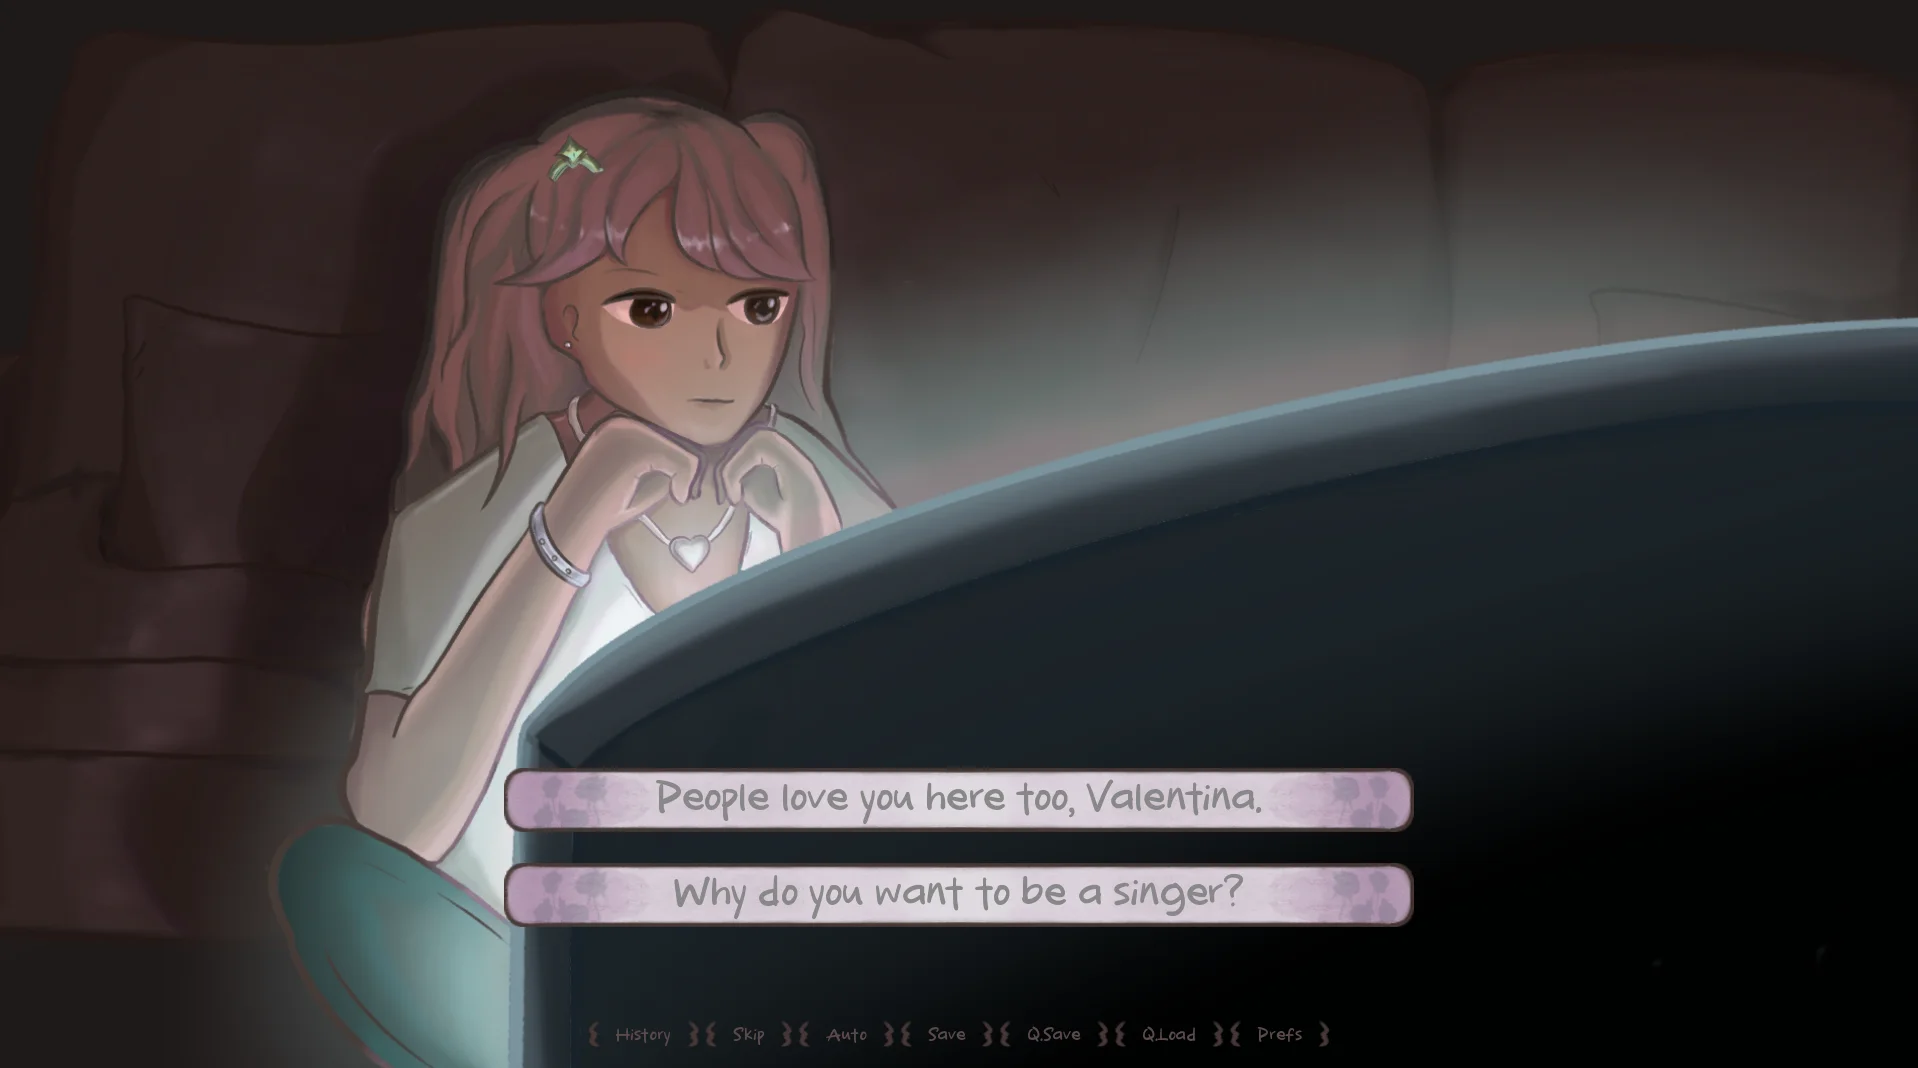 People love you here too, Valentina.
Why do you want to be a singer?
History Skip Auto Save Q.Save Q.Load Prefs